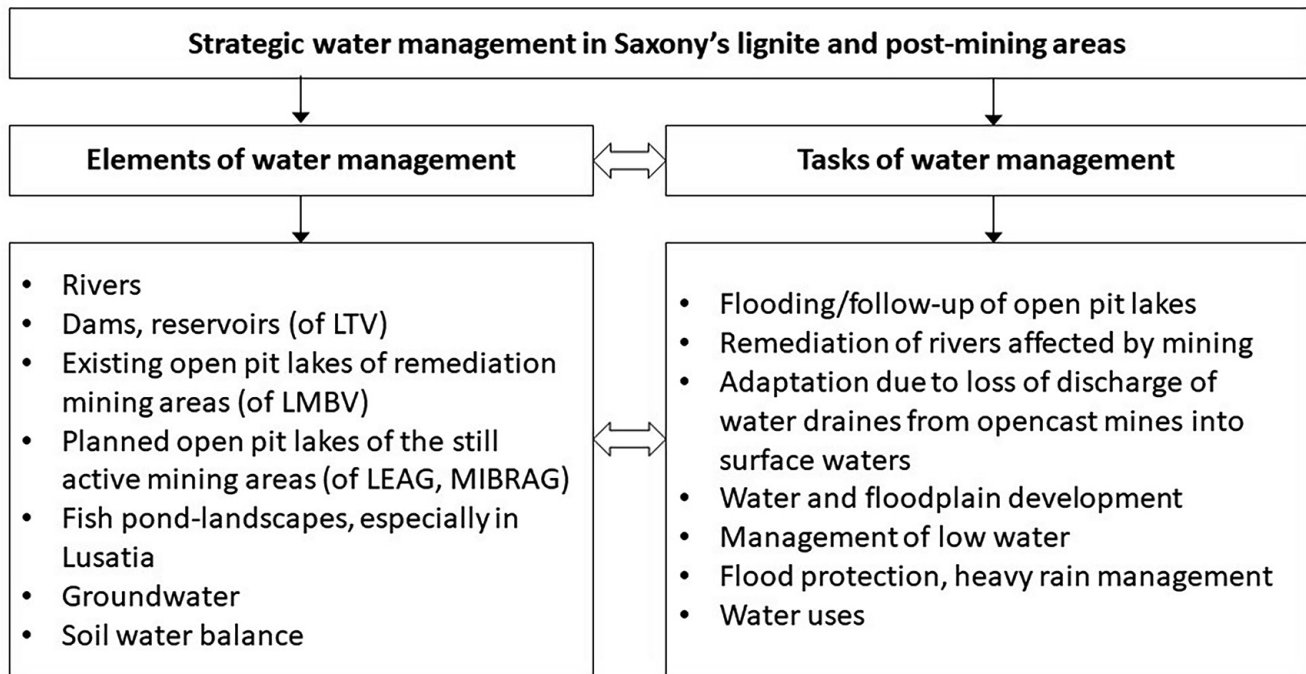 Strategic water management in Saxony’s lignite and post-mining areas
Elements of water management
Tasks of water management
• Rivers
• Dams, reservoirs (of LTV)
• Existing open pit lakes of remediation
mining areas (of LMBV)
• Planned open pit lakes of the still
active mining areas (of LEAG, MIBRAG)
• Fish pond-landscapes, especially in
Lusatia
• Groundwater
• Soil water balance
• Flooding/follow-up of open pit lakes
• Remediation of rivers affected by mining
• Adaptation due to loss of discharge of
water draines from opencast mines into
surface waters
• Water and floodplain development
• Management of low water
• Flood protection, heavy rain management
• Water uses